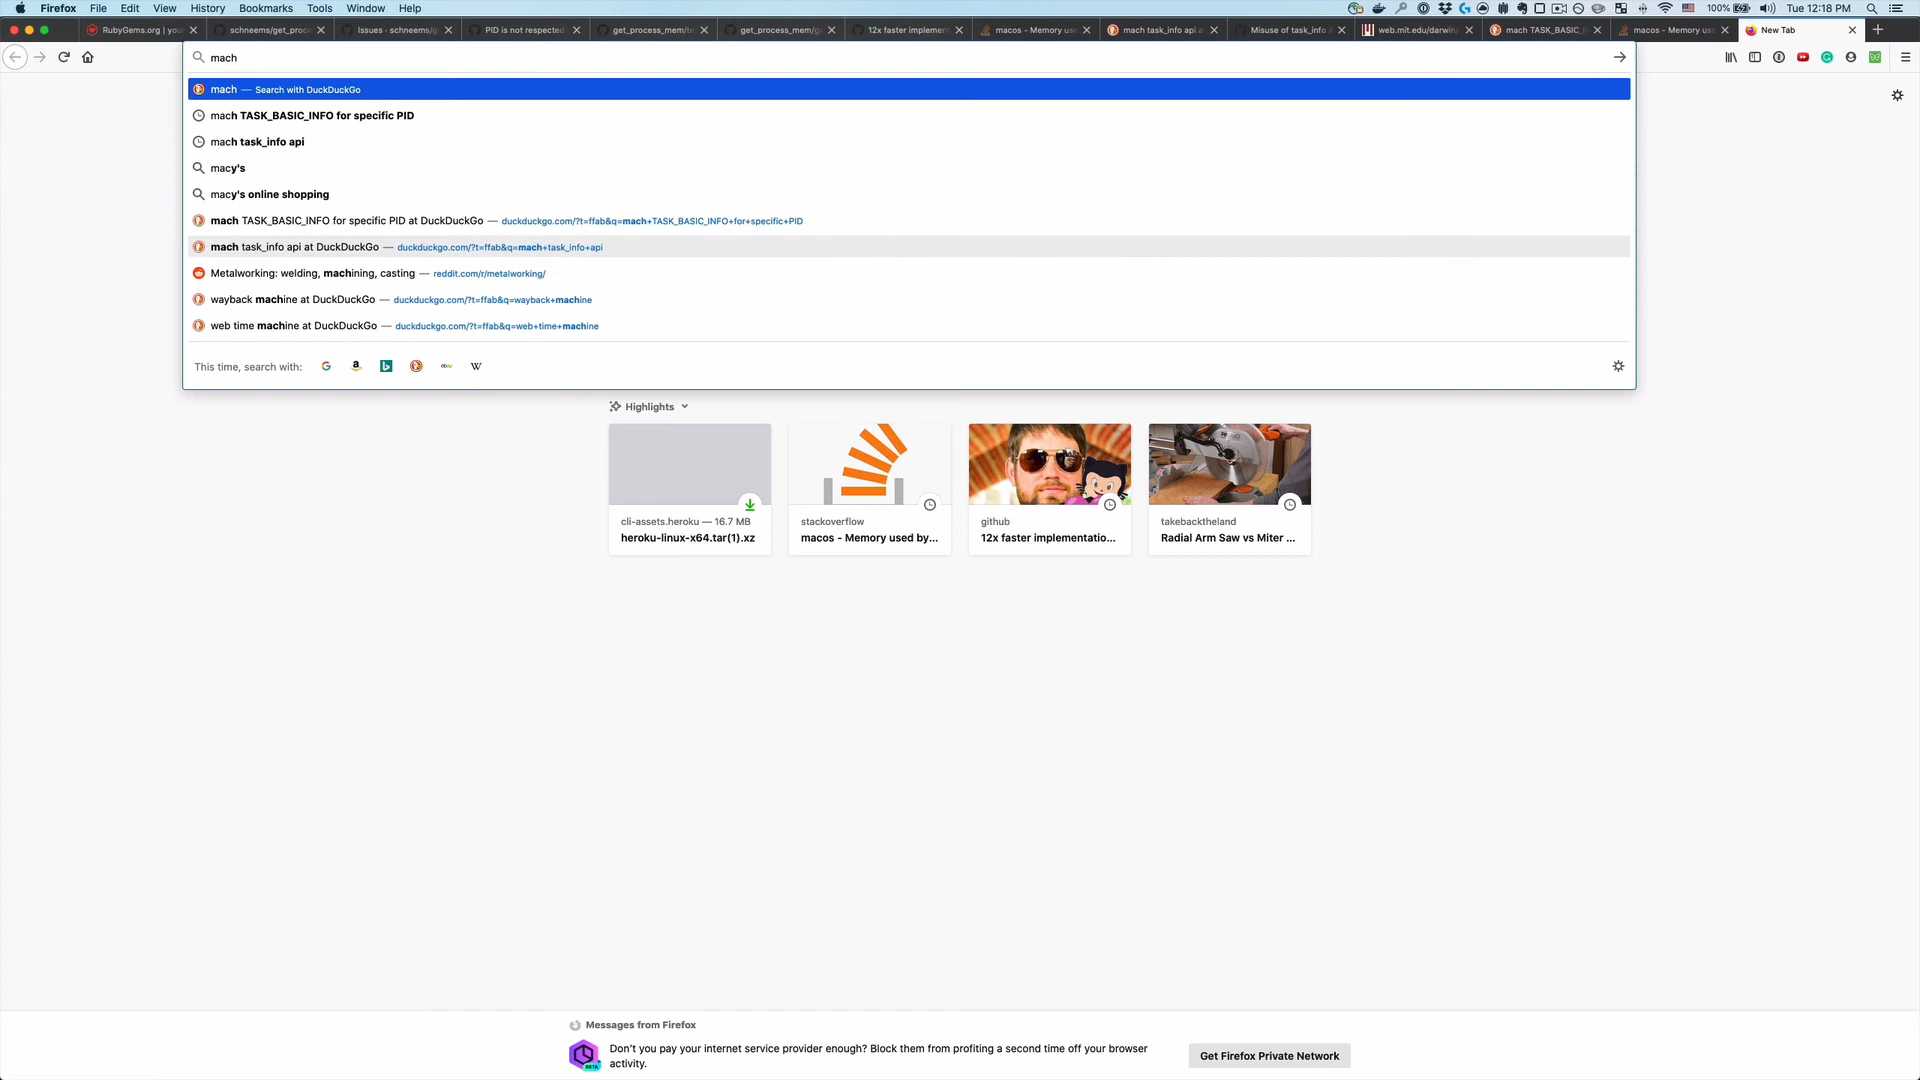 Firefox File Edit View History Bookmarks Tools Window Help 100% Tue 12:18 PM
RubyGems.org | you schneems/get_proce Issues · schneems/g PID is not respected get_process_mem/te get_process_mem/g 12x faster implement macos - Memory use mach task_info api a Misuse of task_info A web.mit.edu/darwin/ mach TASK_BASIC_I macos - Memory use New Tab
mach
mach — Search with DuckDuckGo
mach TASK_BASIC_INFO for specific PID
mach task_info api
macy's
macy's online shopping
mach TASK_BASIC_INFO for specific PID at DuckDuckGo — duckduckgo.com/?t=ffab&q=mach+TASK_BASIC_INFO+for+specific+PID
mach task_info api at DuckDuckGo — duckduckgo.com/?t=ffab&q=mach+task_info+api
Metalworking: welding, machining, casting — reddit.com/r/metalworking/
wayback machine at DuckDuckGo — duckduckgo.com/?t=ffab&q=wayback+machine
web time machine at DuckDuckGo — duckduckgo.com/?t=ffab&q=web+time+machine
This time, search with:
Highlights
cli-assets.heroku — 16.7 MB
heroku-linux-x64.tar(1).xz
stackoverflow
macos - Memory used by...
github
12x faster implementatio...
takebacktheland
Radial Arm Saw vs Miter ...
Messages from Firefox
Don't you pay your internet service provider enough? Block them from profiting a second time off your browser
activity.
BETA
Get Firefox Private Network